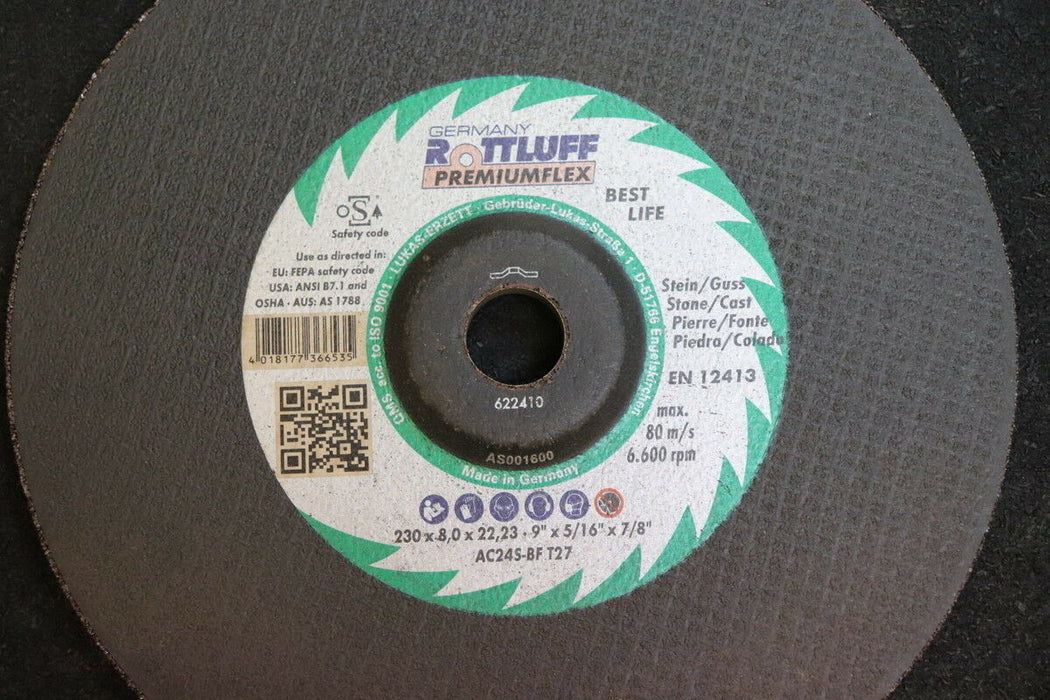 GERMANY
ROTTLUFF
PREMIUMFLEX
BEST
LIFE
Safety code
Use as directed in:
EU: FEPA safety code
USA: ANSI B7.1 and
OSHA · AUS: AS 1788
4 018177 366535
QMS acc. to ISO 9001 · LUKAS-ERZETT · Gebrüder-Lukas-Straße 1 · D-51766 Engelskirchen
Stein/Guss
Stone/Cast
Pierre/Fonte
Piedra/Colada
EN 12413
max.
80 m/s
6.600 rpm
622410
AS001600
Made in Germany
230 x 8,0 x 22,23 · 9" x 5/16" x 7/8"
AC24S-BF T27